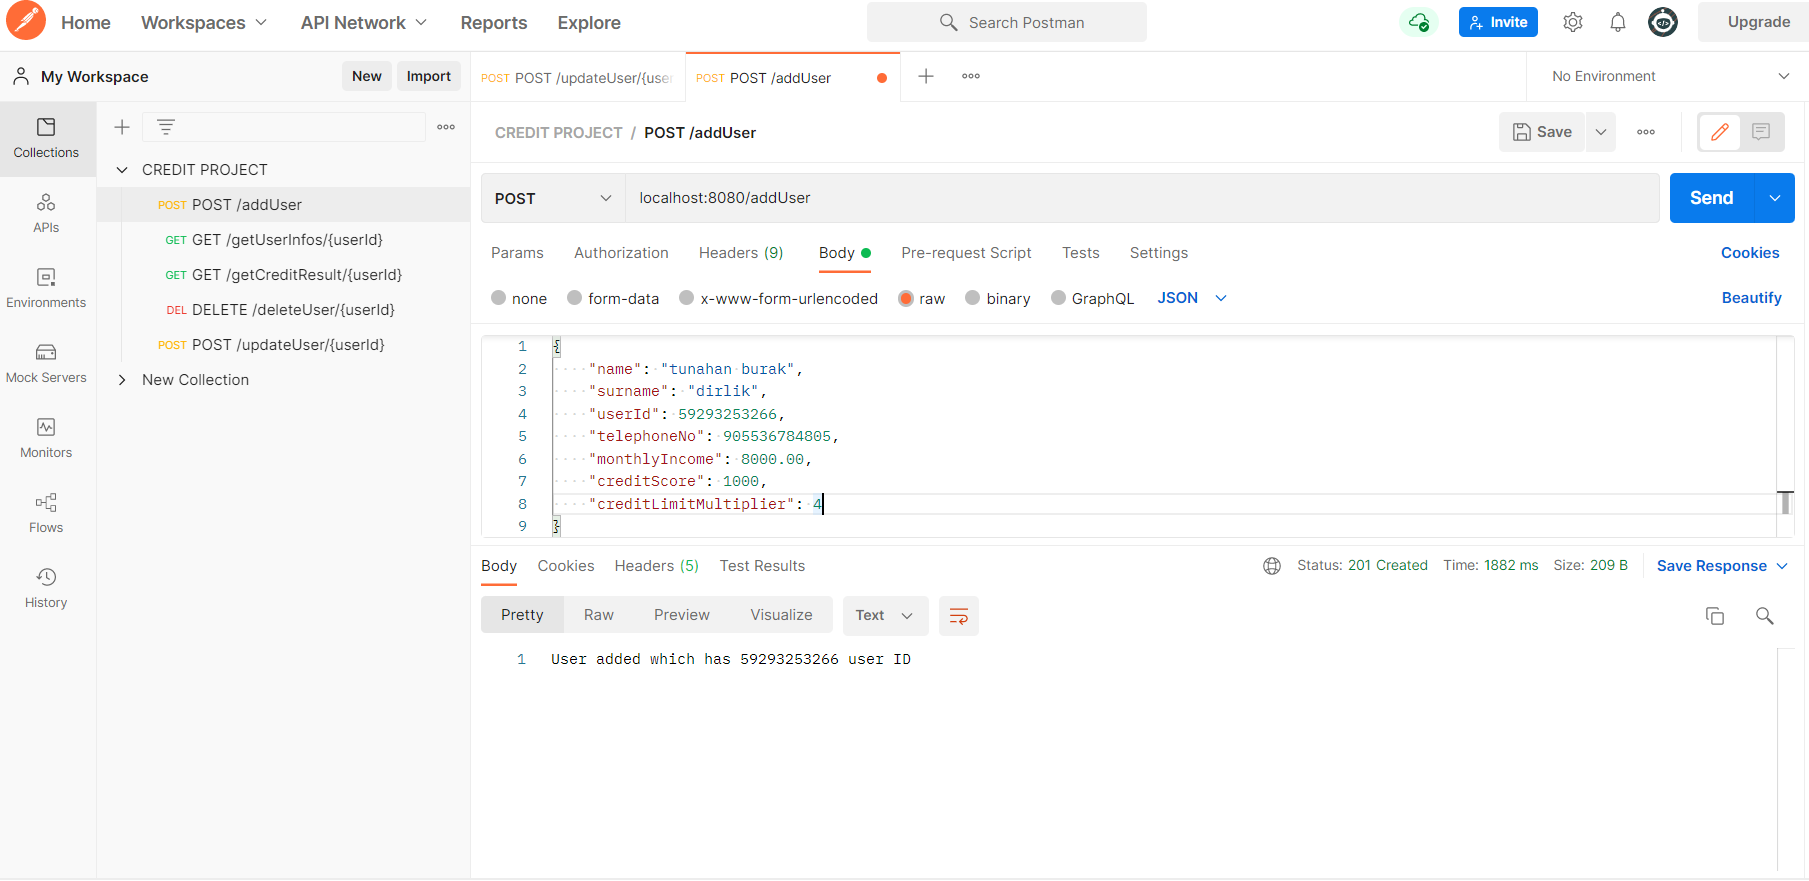 Home Workspaces API Network Reports Explore Search Postman Invite Upgrade
My Workspace New Import
POST POST /updateUser/{user POST POST /addUser No Environment
Collections
APIs
Environments
Mock Servers
Monitors
Flows
History
CREDIT PROJECT
POST POST /addUser
GET GET /getUserInfos/{userId}
GET GET /getCreditResult/{userId}
DEL DELETE /deleteUser/{userId}
POST POST /updateUser/{userId}
New Collection
CREDIT PROJECT / POST /addUser Save
POST localhost:8080/addUser Send
Params Authorization Headers (9) Body Pre-request Script Tests Settings Cookies
none form-data x-www-form-urlencoded raw binary GraphQL JSON Beautify
1 {
2 "name": "tunahan burak",
3 "surname": "dirlik",
4 "userId": 59293253266,
5 "telephoneNo": 905536784805,
6 "monthlyIncome": 8000.00,
7 "creditScore": 1000,
8 "creditLimitMultiplier": 4
9 }
Body Cookies Headers (5) Test Results Status: 201 Created Time: 1882 ms Size: 209 B Save Response
Pretty Raw Preview Visualize Text
1 User added which has 59293253266 user ID